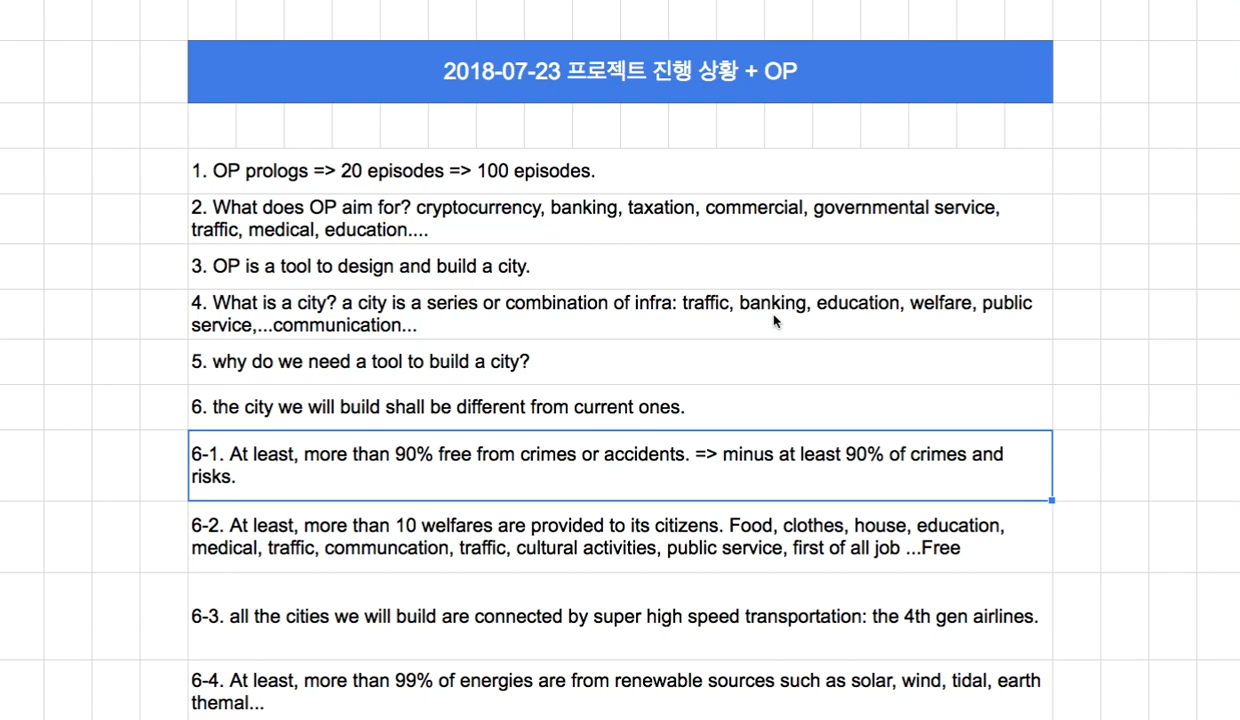 2018-07-23 프로젝트 진행 상황 + OP
1. OP prologs => 20 episodes => 100 episodes.
2. What does OP aim for? cryptocurrency, banking, taxation, commercial, governmental service,
traffic, medical, education....
3. OP is a tool to design and build a city.
4. What is a city? a city is a series or combination of infra: traffic, banking, education, welfare, public
service,...communication...
5. why do we need a tool to build a city?
6. the city we will build shall be different from current ones.
6-1. At least, more than 90% free from crimes or accidents. => minus at least 90% of crimes and
risks.
6-2. At least, more than 10 welfares are provided to its citizens. Food, clothes, house, education,
medical, traffic, communcation, traffic, cultural activities, public service, first of all job ...Free
6-3. all the cities we will build are connected by super high speed transportation: the 4th gen airlines.
6-4. At least, more than 99% of energies are from renewable sources such as solar, wind, tidal, earth
themal...